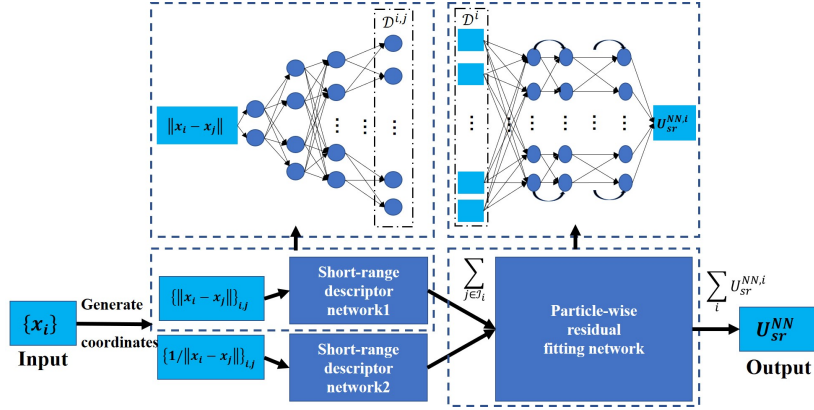 𝒟^{i,j}
𝒟^i
‖x_i − x_j‖
⋮ ⋮ ⋮
⋮ ⋮ ⋮ ⋮ ⋮
U_{sr}^{NN,i}
{x_i}
Input
Generate
coordinates
{‖x_i − x_j‖}_{i,j}
Short-range
descriptor
network1
{1/‖x_i − x_j‖}_{i,j}
Short-range
descriptor
network2
∑_{j∈ℐ_i}
Particle-wise
residual
fitting network
∑_i U_{sr}^{NN,i}
U_{sr}^{NN}
Output